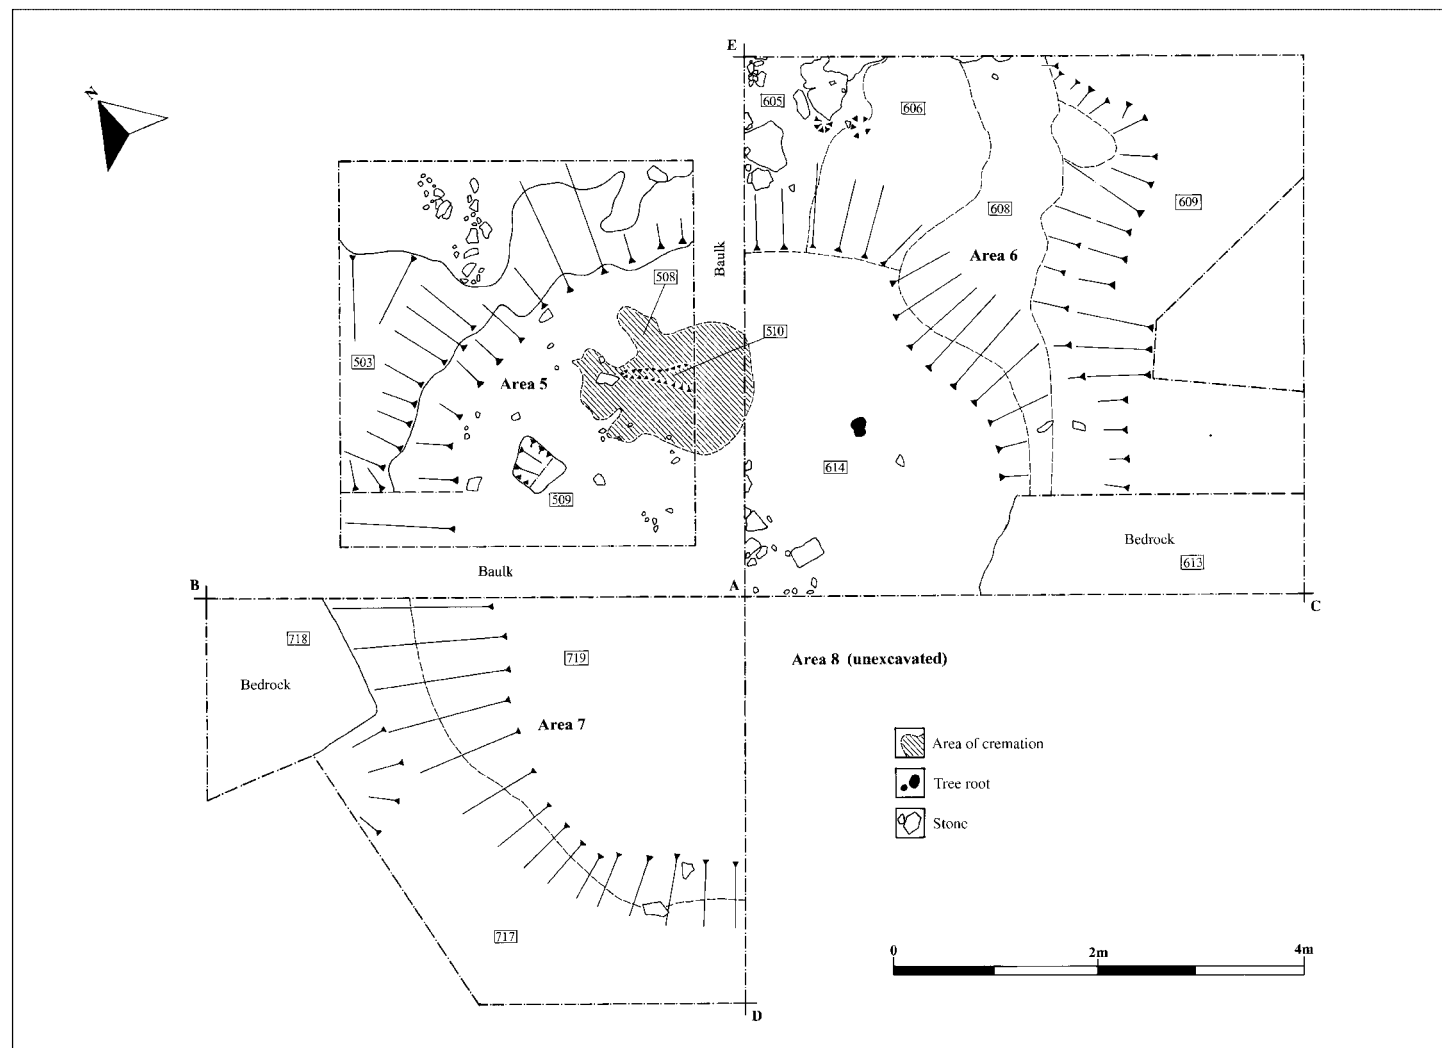 E
N
605
606
Baulk
608
609
Area 6
508
510
503
Area 5
614
509
Bedrock
613
Baulk
B
A
C
718
719
Bedrock
Area 8 (unexcavated)
Area 7
Area of cremation
Tree root
Stone
717
0 2m 4m
D